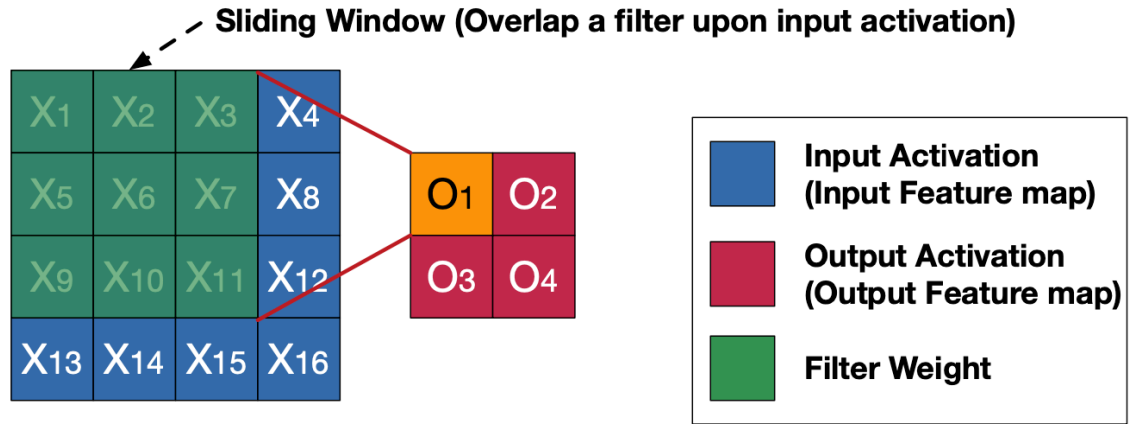 Sliding Window (Overlap a filter upon input activation)
X1 X2 X3 X4
X5 X6 X7 X8
X9 X10 X11 X12
X13 X14 X15 X16
O1 O2
O3 O4
Input Activation
(Input Feature map)
Output Activation
(Output Feature map)
Filter Weight